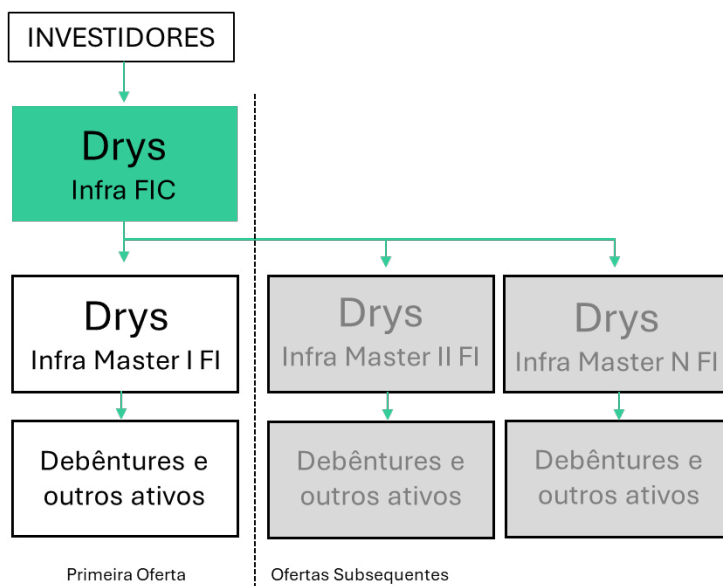 INVESTIDORES
Drys
Infra FIC
Drys
Infra Master I FI
Drys
Infra Master II FI
Drys
Infra Master N FI
Debêntures e
outros ativos
Debêntures e
outros ativos
Debêntures e
outros ativos
Primeira Oferta
Ofertas Subsequentes